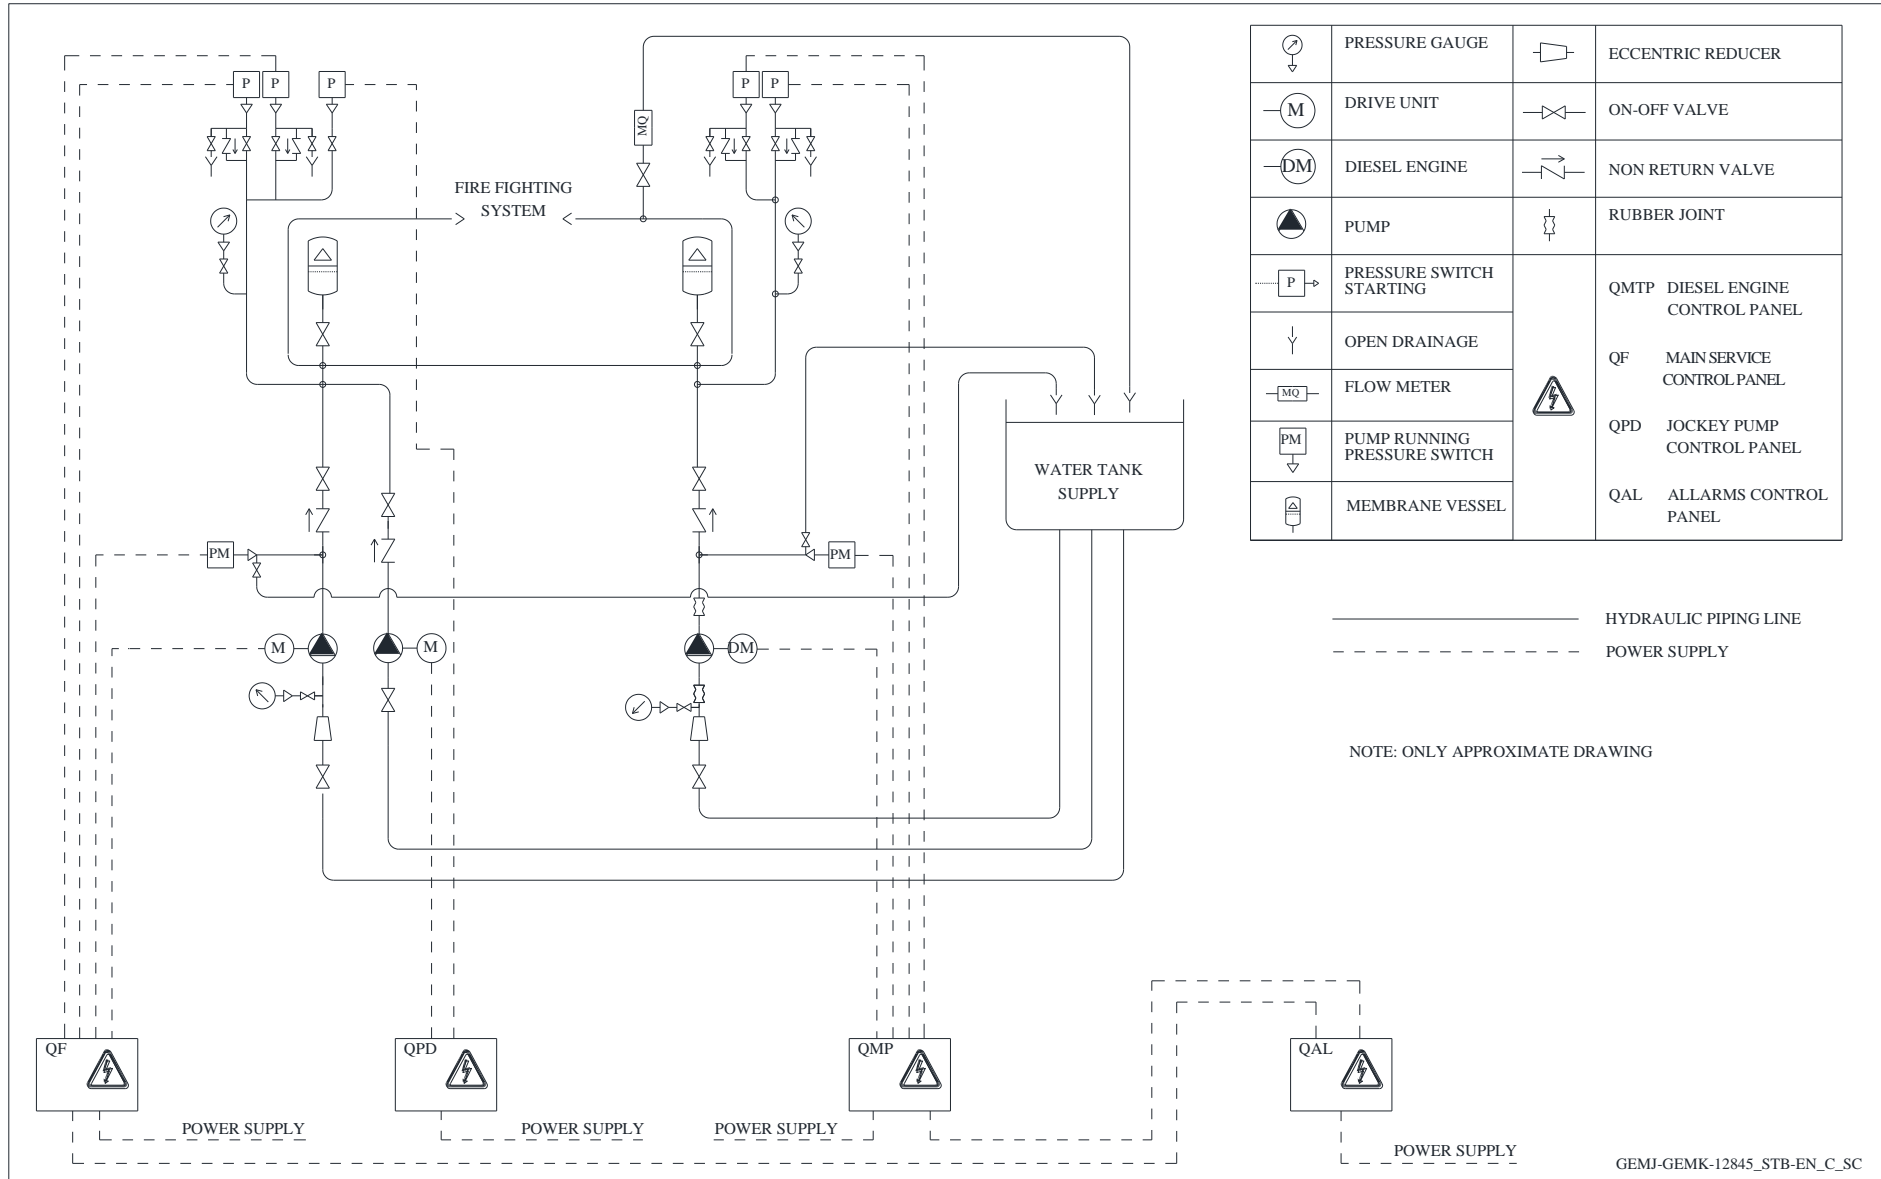 P
P
P
P
P
MQ
FIRE FIGHTING
SYSTEM
WATER TANK
SUPPLY
PM
PM
M
M
DM
QF
QPD
QMP
QAL
POWER SUPPLY
POWER SUPPLY
POWER SUPPLY
POWER SUPPLY
PRESSURE GAUGE
ECCENTRIC REDUCER
M
DRIVE UNIT
ON-OFF VALVE
DM
DIESEL ENGINE
NON RETURN VALVE
PUMP
RUBBER JOINT
P
PRESSURE SWITCH
STARTING
OPEN DRAINAGE
MQ
FLOW METER
PM
PUMP RUNNING
PRESSURE SWITCH
MEMBRANE VESSEL
QMTP DIESEL ENGINE
CONTROL PANEL
QF MAIN SERVICE
CONTROL PANEL
QPD JOCKEY PUMP
CONTROL PANEL
QAL ALLARMS CONTROL
PANEL
HYDRAULIC PIPING LINE
POWER SUPPLY
NOTE: ONLY APPROXIMATE DRAWING
GEMJ-GEMK-12845_STB-EN_C_SC